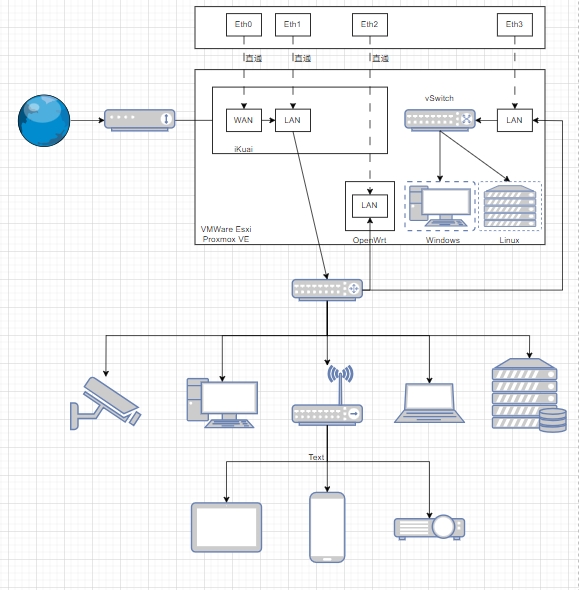 Eth0
Eth1
Eth2
Eth3
直通
直通
直通
vSwitch
WAN
LAN
LAN
iKuai
LAN
VMWare Esxi
Proxmox VE
OpenWrt
Windows
Linux
Text